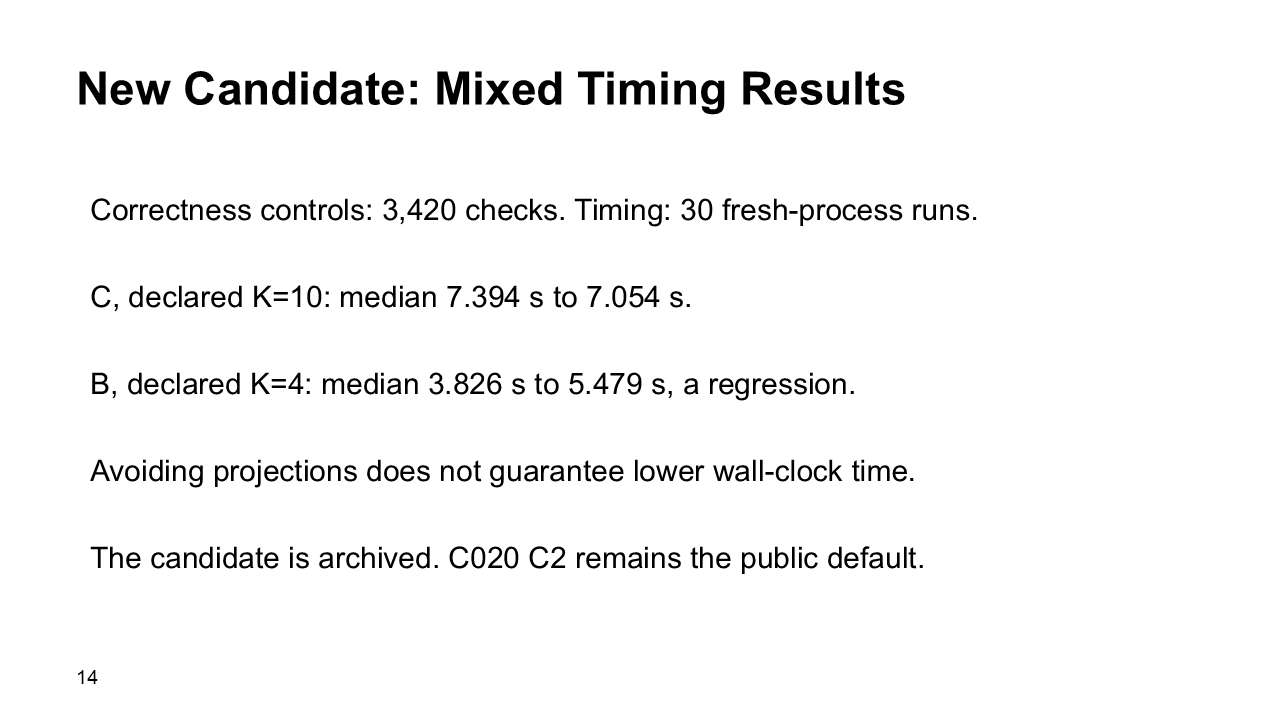 New Candidate: Mixed Timing Results
Correctness controls: 3,420 checks. Timing: 30 fresh-process runs.
C, declared K=10: median 7.394 s to 7.054 s.
B, declared K=4: median 3.826 s to 5.479 s, a regression.
Avoiding projections does not guarantee lower wall-clock time.
The candidate is archived. C020 C2 remains the public default.
14